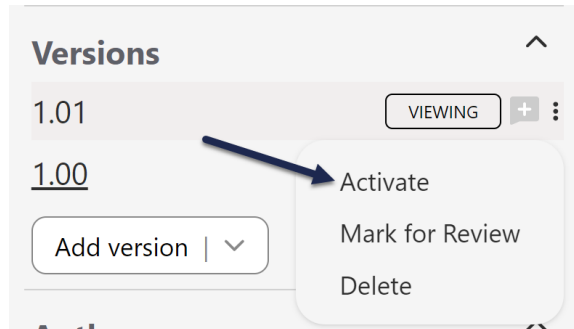 Versions
1.01 VIEWING
1.00
Activate
Mark for Review
Add version
Delete